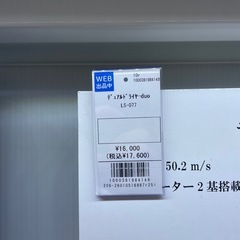 WEB
出品中
ﾃﾞｭｱﾙﾄﾞﾗｲﾔｰduo
LS-077
¥16,000
(税込¥17,600)
50.2 m/s
ーター2基搭載